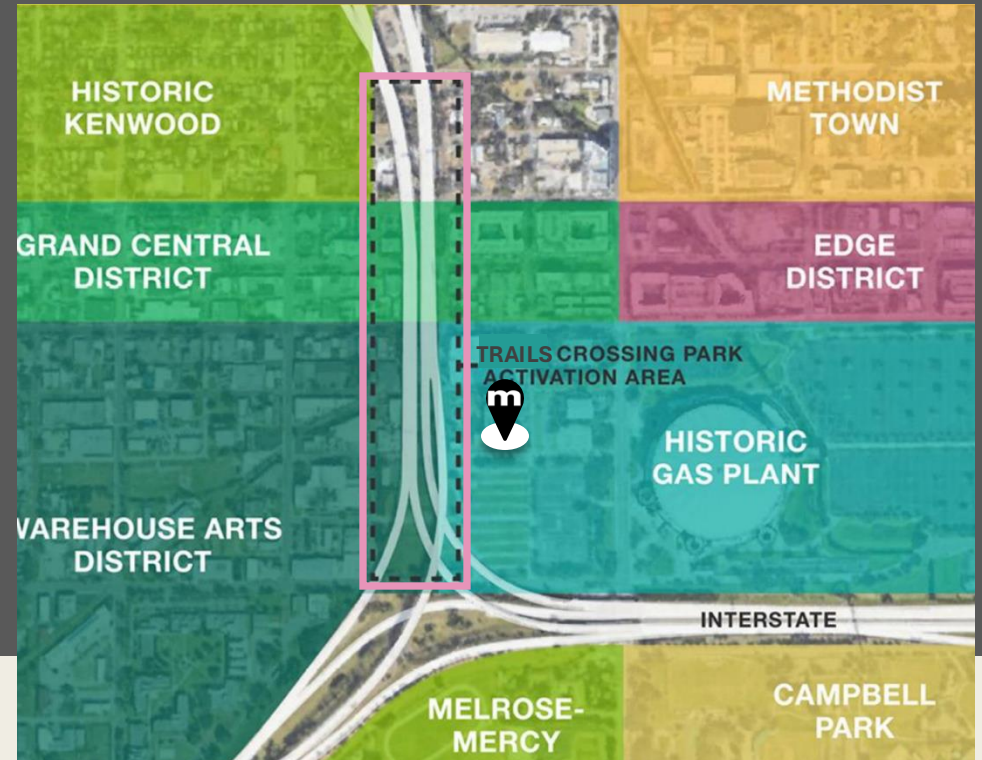 HISTORIC
KENWOOD
METHODIST
TOWN
GRAND CENTRAL
DISTRICT
EDGE
DISTRICT
TRAILS CROSSING PARK
ACTIVATION AREA
m
HISTORIC
GAS PLANT
WAREHOUSE ARTS
DISTRICT
INTERSTATE
MELROSE-
MERCY
CAMPBELL
PARK